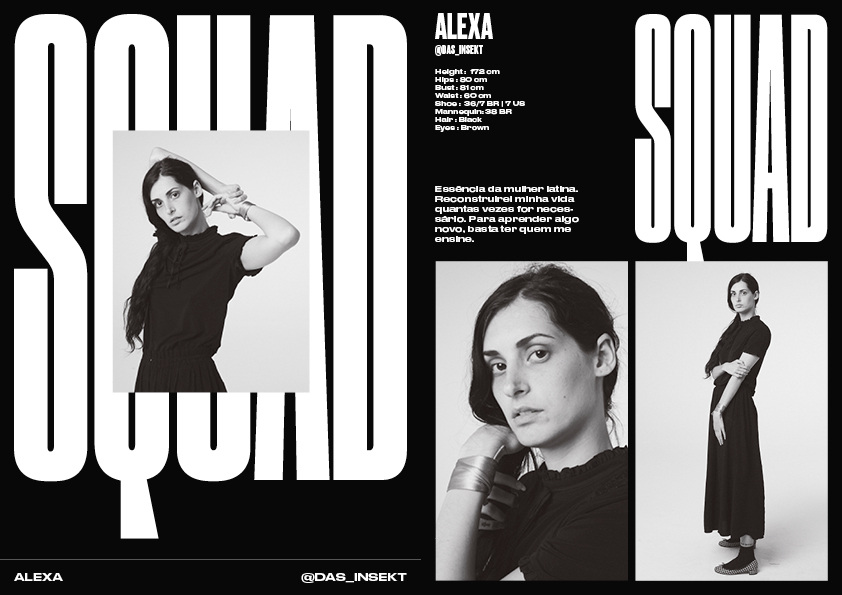 SQUAD
ALEXA
@DAS_INSEKT
ALEXA
@DAS_INSEKT
Height : 172 cm
Hips : 80 cm
Bust : 81 cm
Waist : 60 cm
Shoe : 36/7 BR | 7 US
Mannequin: 38 BR
Hair : Black
Eyes : Brown
Essência da mulher latina.
Reconstruirei minha vida
quantas vezes for neces-
sário. Para aprender algo
novo, basta ter quem me
ensine.
SQUAD